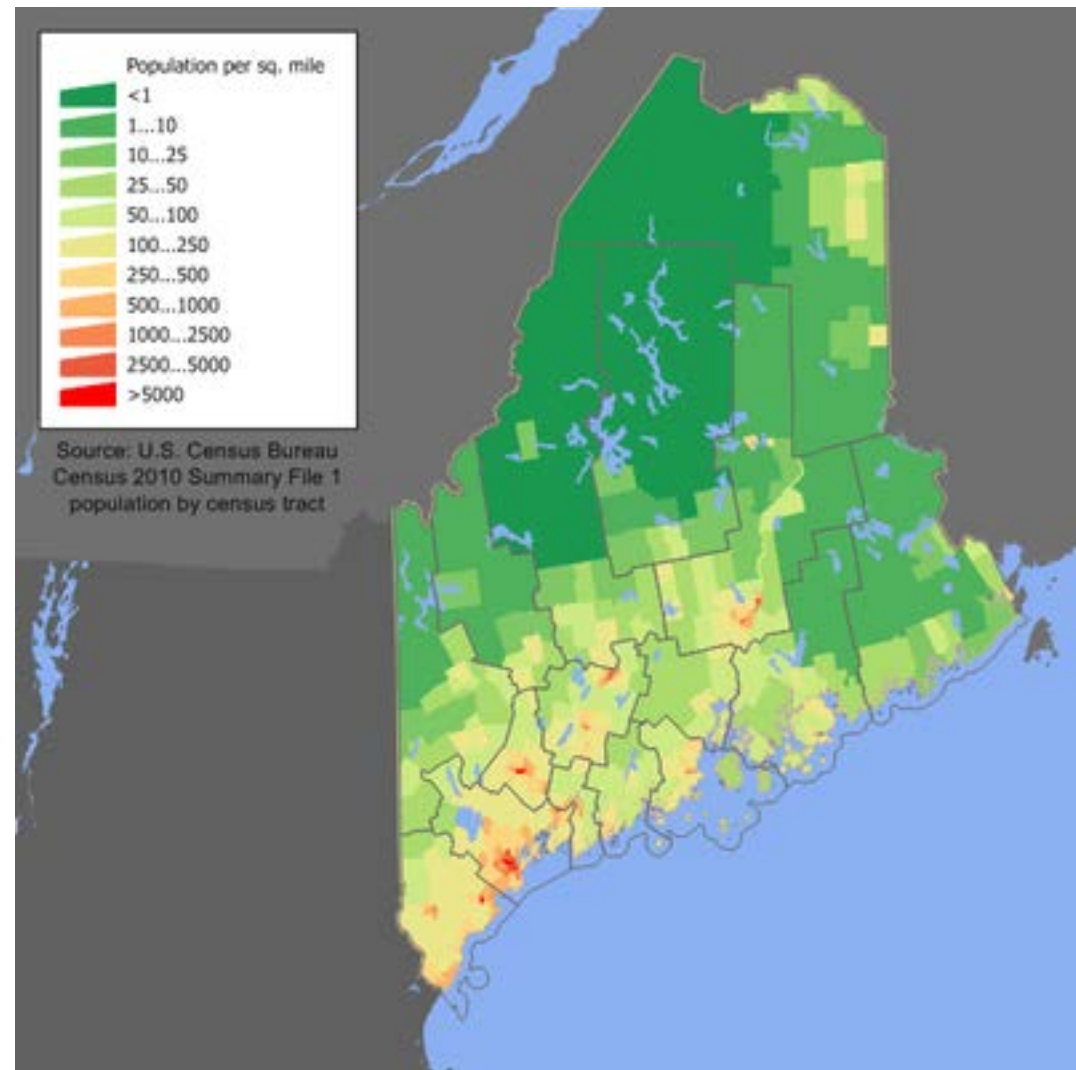 Population per sq. mile
<1
1...10
10...25
25...50
50...100
100...250
250...500
500...1000
1000...2500
2500...5000
>5000
Source: U.S. Census Bureau
Census 2010 Summary File 1
population by census tract